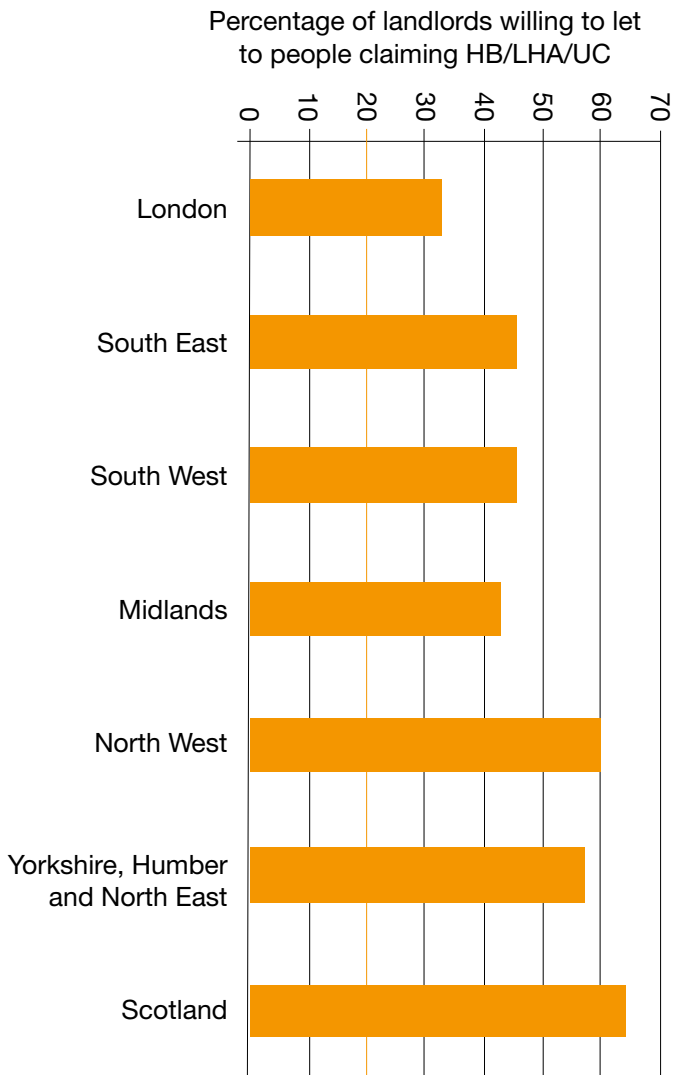 Percentage of landlords willing to let
to people claiming HB/LHA/UC
0
10
20
30
40
50
60
70
London
South East
South West
Midlands
North West
Yorkshire, Humber
and North East
Scotland